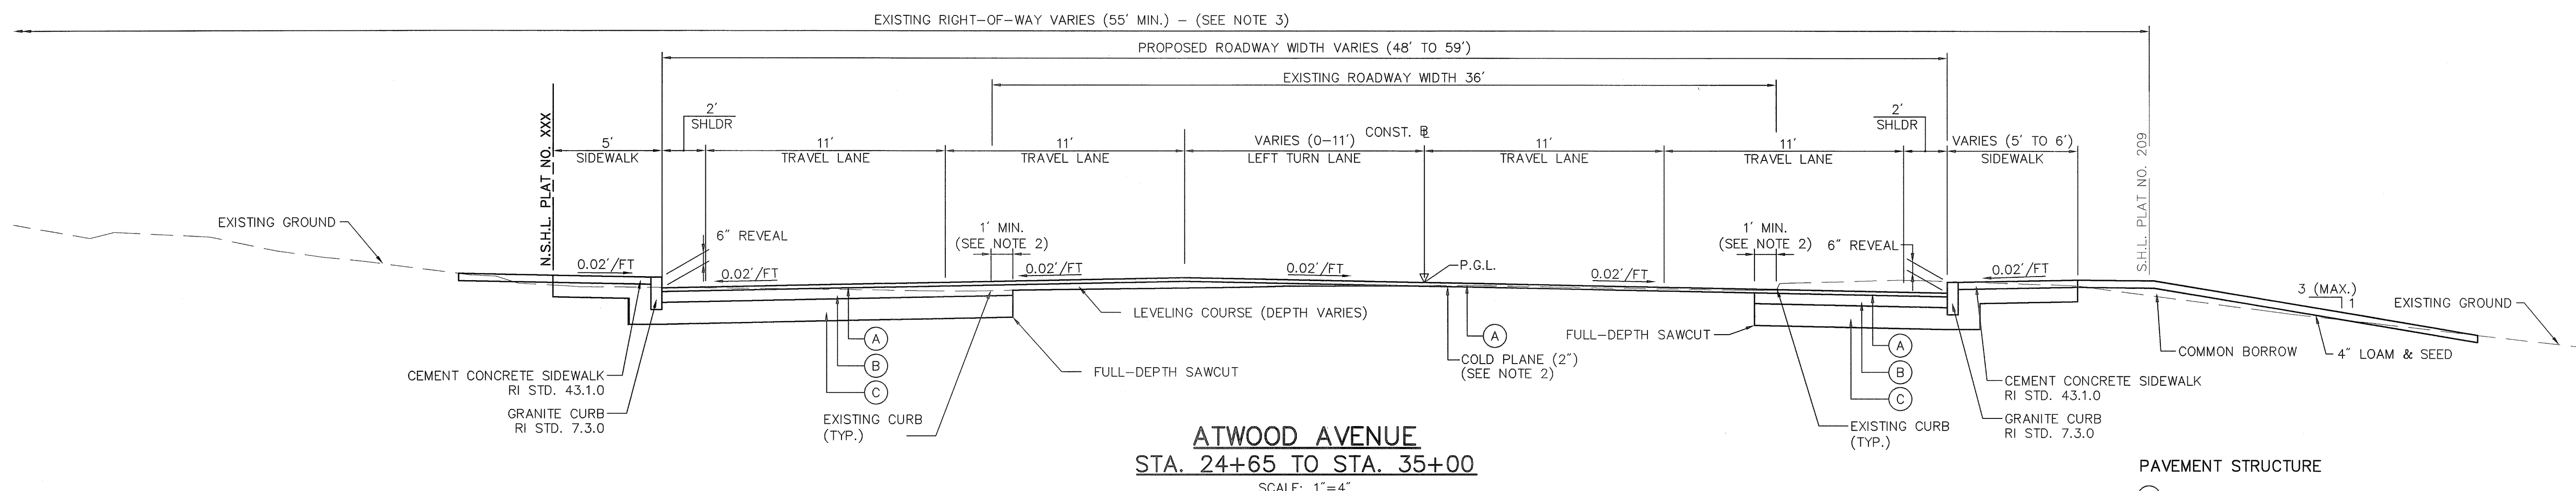 EXISTING RIGHT-OF-WAY VARIES (55' MIN.) - (SEE NOTE 3)
PROPOSED ROADWAY WIDTH VARIES (48' TO 59')
EXISTING ROADWAY WIDTH 36'
N.S.H.L. PLAT NO. XXX
5'
SIDEWALK
2'
SHLDR
11'
TRAVEL LANE
11'
TRAVEL LANE
VARIES (0-11')
LEFT TURN LANE
CONST. BL
11'
TRAVEL LANE
11'
TRAVEL LANE
2'
SHLDR
VARIES (5' TO 6')
SIDEWALK
S.H.L. PLAT NO. 209
EXISTING GROUND
6" REVEAL
1' MIN.
(SEE NOTE 2)
1' MIN.
(SEE NOTE 2)
6" REVEAL
0.02'/FT
0.02'/FT
0.02'/FT
0.02'/FT
P.G.L.
0.02'/FT
0.02'/FT
3 (MAX.)
1
EXISTING GROUND
LEVELING COURSE (DEPTH VARIES)
A
B
C
FULL-DEPTH SAWCUT
A
COLD PLANE (2")
(SEE NOTE 2)
FULL-DEPTH SAWCUT
A
B
C
COMMON BORROW
4" LOAM & SEED
CEMENT CONCRETE SIDEWALK
RI STD. 43.1.0
GRANITE CURB
RI STD. 7.3.0
EXISTING CURB
(TYP.)
EXISTING CURB
(TYP.)
CEMENT CONCRETE SIDEWALK
RI STD. 43.1.0
GRANITE CURB
RI STD. 7.3.0
ATWOOD AVENUE
STA. 24+65 TO STA. 35+00
SCALE: 1"=4"
PAVEMENT STRUCTURE